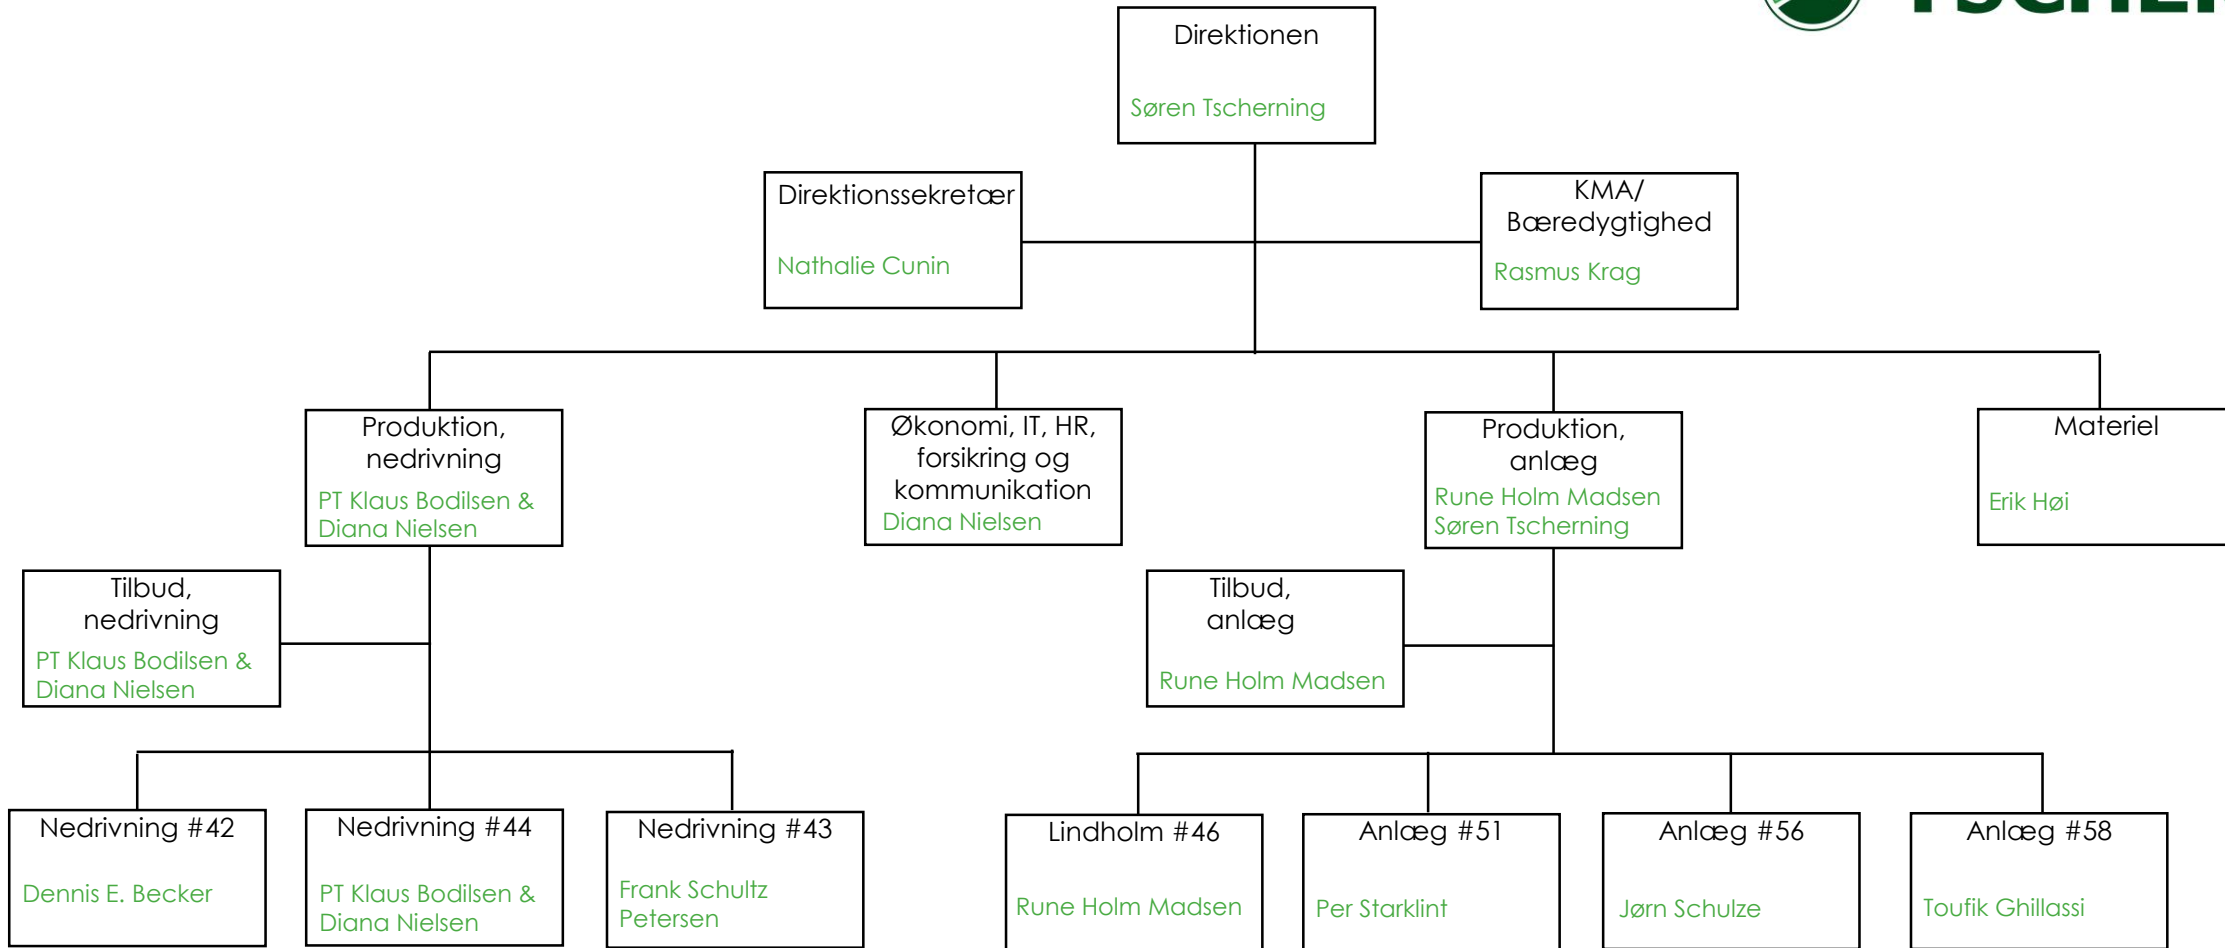 TSCHER
Direktionen
Søren Tscherning
Direktionssekretær
Nathalie Cunin
KMA/
Bæredygtighed
Rasmus Krag
Produktion,
nedrivning
PT Klaus Bodilsen &
Diana Nielsen
Økonomi, IT, HR,
forsikring og
kommunikation
Diana Nielsen
Produktion,
anlæg
Rune Holm Madsen
Søren Tscherning
Materiel
Erik Høi
Tilbud,
nedrivning
PT Klaus Bodilsen &
Diana Nielsen
Tilbud,
anlæg
Rune Holm Madsen
Nedrivning #42
Dennis E. Becker
Nedrivning #44
PT Klaus Bodilsen &
Diana Nielsen
Nedrivning #43
Frank Schultz
Petersen
Lindholm #46
Rune Holm Madsen
Anlæg #51
Per Starklint
Anlæg #56
Jørn Schulze
Anlæg #58
Toufik Ghillassi